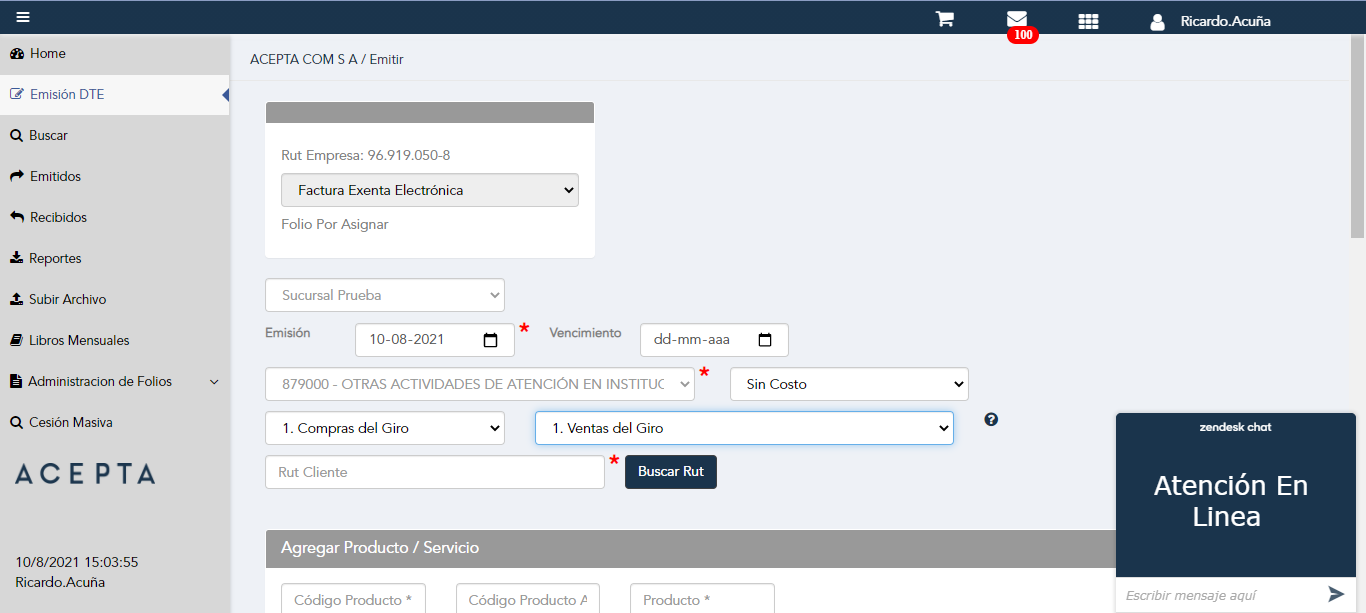 100
Ricardo.Acuña
Home
Emisión DTE
Buscar
Emitidos
Recibidos
Reportes
Subir Archivo
Libros Mensuales
Administracion de Folios
Cesión Masiva
ACEPTA
10/8/2021 15:03:55
Ricardo.Acuña
ACEPTA COM S A / Emitir
Rut Empresa: 96.919.050-8
Factura Exenta Electrónica
Folio Por Asignar
Sucursal Prueba
Emisión 10-08-2021 * Vencimiento dd-mm-aaa
879000 - OTRAS ACTIVIDADES DE ATENCIÓN EN INSTITUC * Sin Costo
1. Compras del Giro 1. Ventas del Giro ?
Rut Cliente * Buscar Rut
Agregar Producto / Servicio
Código Producto * Código Producto A Producto *
zendesk chat
Atención En
Linea
Escribir mensaje aquí